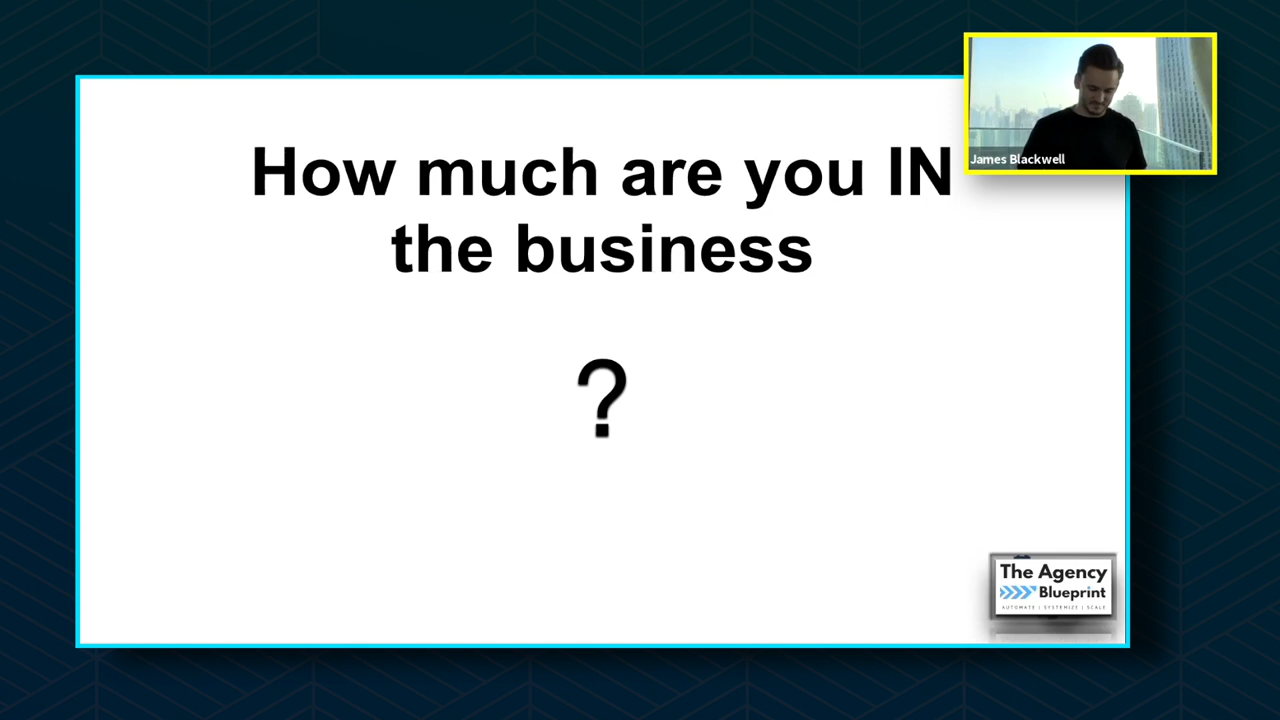 How much are you IN
the business
?
James Blackwell
The Agency
Blueprint
AUTOMATE | SYSTEMIZE | SCALE